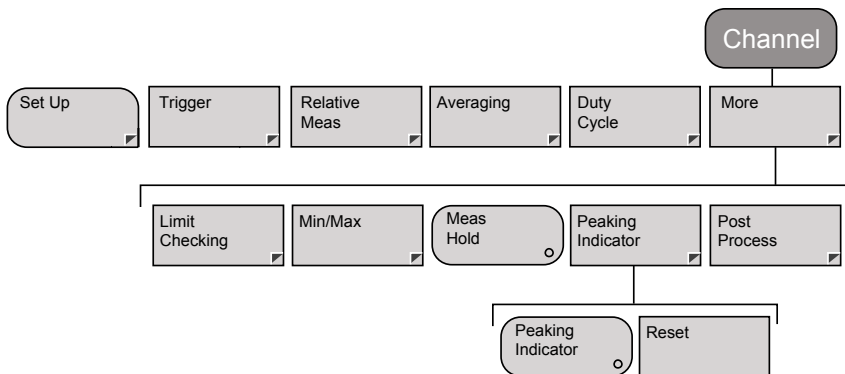 Channel
Set Up
Trigger
Relative
Meas
Averaging
Duty
Cycle
More
Limit
Checking
Min/Max
Meas
Hold
Peaking
Indicator
Post
Process
Peaking
Indicator
Reset